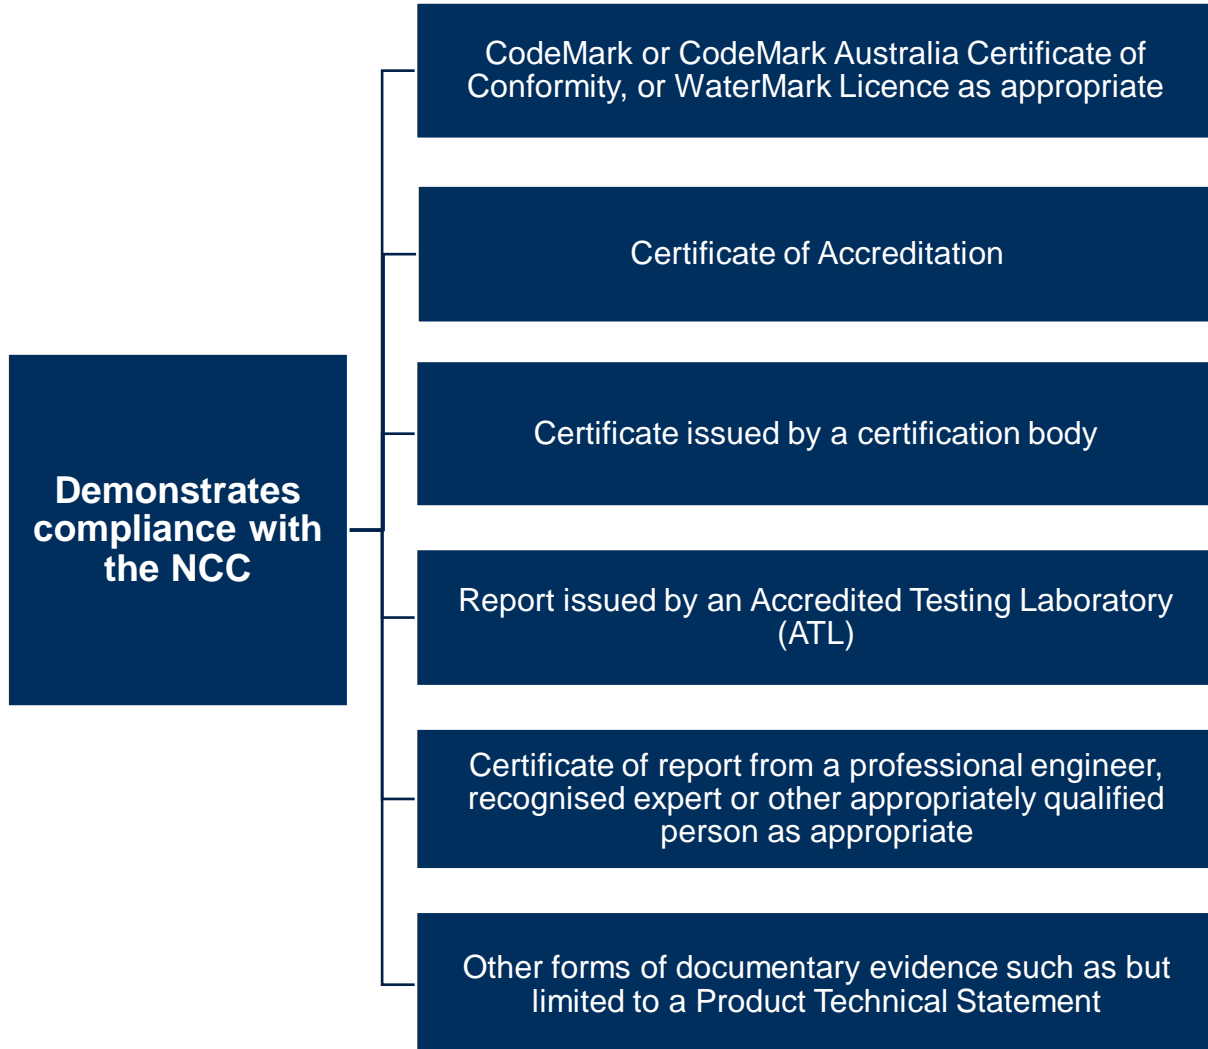 CodeMark or CodeMark Australia Certificate of
Conformity, or WaterMark Licence as appropriate
Certificate of Accreditation
Certificate issued by a certification body
Demonstrates
compliance with
the NCC
Report issued by an Accredited Testing Laboratory
(ATL)
Certificate of report from a professional engineer,
recognised expert or other appropriately qualified
person as appropriate
Other forms of documentary evidence such as but
limited to a Product Technical Statement